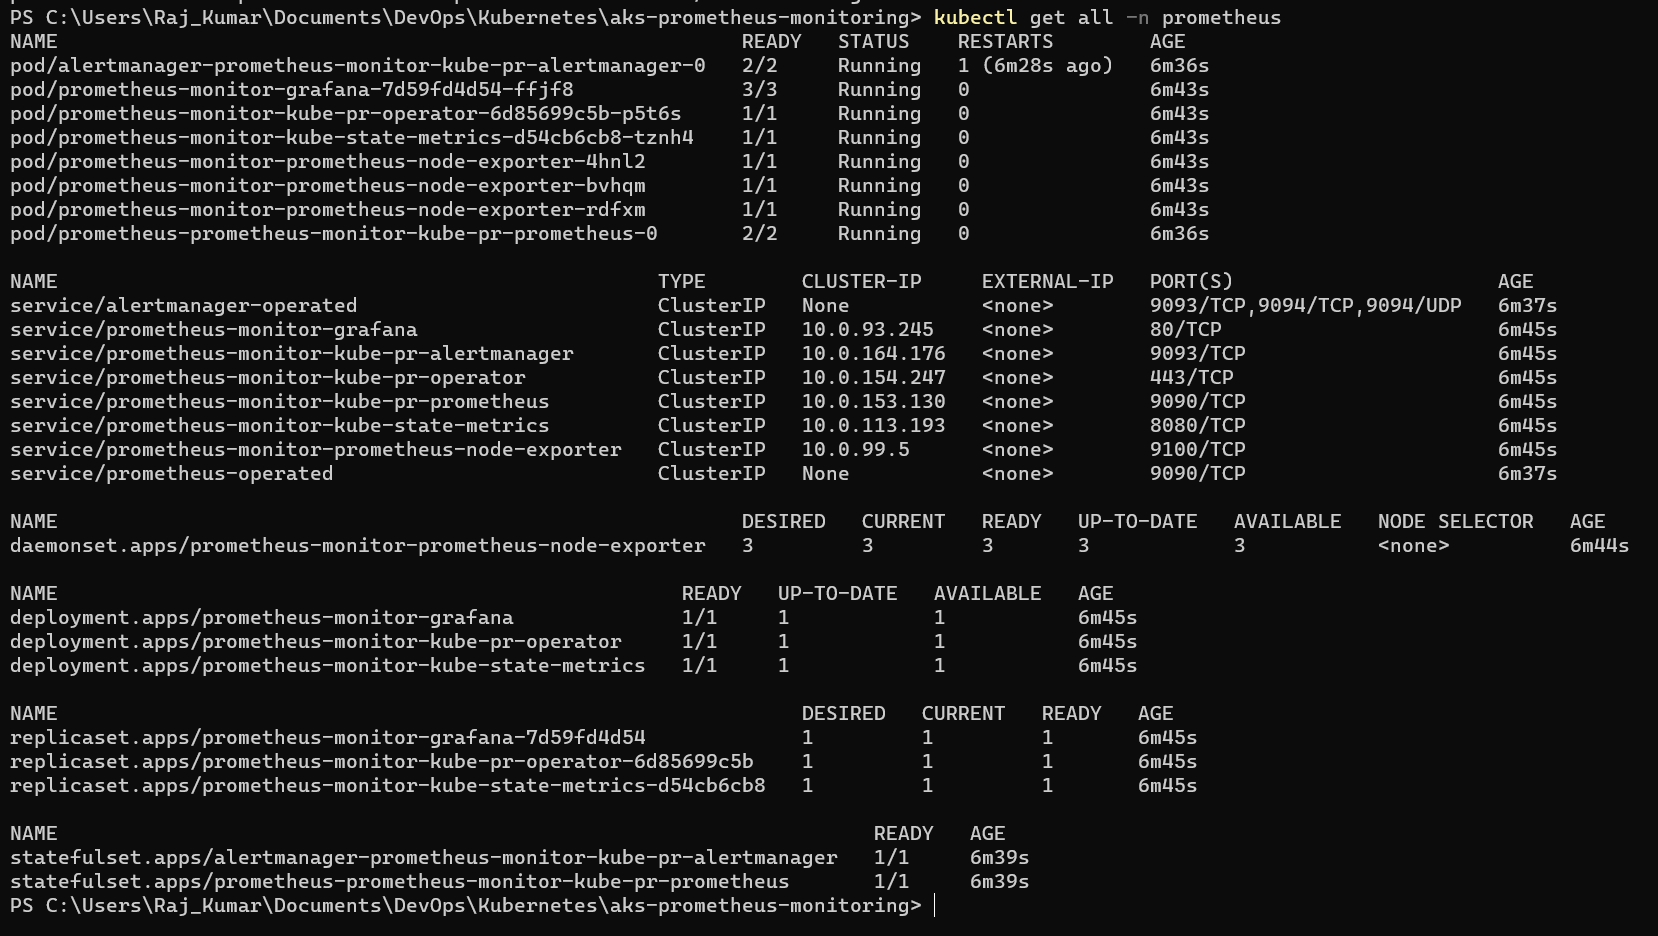 PS C:\Users\Raj_Kumar\Documents\DevOps\Kubernetes\aks-prometheus-monitoring> kubectl get all -n prometheus
NAME READY STATUS RESTARTS AGE
pod/alertmanager-prometheus-monitor-kube-pr-alertmanager-0 2/2 Running 1 (6m28s ago) 6m36s
pod/prometheus-monitor-grafana-7d59fd4d54-ffjf8 3/3 Running 0 6m43s
pod/prometheus-monitor-kube-pr-operator-6d85699c5b-p5t6s 1/1 Running 0 6m43s
pod/prometheus-monitor-kube-state-metrics-d54cb6cb8-tznh4 1/1 Running 0 6m43s
pod/prometheus-monitor-prometheus-node-exporter-4hnl2 1/1 Running 0 6m43s
pod/prometheus-monitor-prometheus-node-exporter-bvhqm 1/1 Running 0 6m43s
pod/prometheus-monitor-prometheus-node-exporter-rdfxm 1/1 Running 0 6m43s
pod/prometheus-prometheus-monitor-kube-pr-prometheus-0 2/2 Running 0 6m36s
NAME TYPE CLUSTER-IP EXTERNAL-IP PORT(S) AGE
service/alertmanager-operated ClusterIP None <none> 9093/TCP,9094/TCP,9094/UDP 6m37s
service/prometheus-monitor-grafana ClusterIP 10.0.93.245 <none> 80/TCP 6m45s
service/prometheus-monitor-kube-pr-alertmanager ClusterIP 10.0.164.176 <none> 9093/TCP 6m45s
service/prometheus-monitor-kube-pr-operator ClusterIP 10.0.154.247 <none> 443/TCP 6m45s
service/prometheus-monitor-kube-pr-prometheus ClusterIP 10.0.153.130 <none> 9090/TCP 6m45s
service/prometheus-monitor-kube-state-metrics ClusterIP 10.0.113.193 <none> 8080/TCP 6m45s
service/prometheus-monitor-prometheus-node-exporter ClusterIP 10.0.99.5 <none> 9100/TCP 6m45s
service/prometheus-operated ClusterIP None <none> 9090/TCP 6m37s
NAME DESIRED CURRENT READY UP-TO-DATE AVAILABLE NODE SELECTOR AGE
daemonset.apps/prometheus-monitor-prometheus-node-exporter 3 3 3 3 3 <none> 6m44s
NAME READY UP-TO-DATE AVAILABLE AGE
deployment.apps/prometheus-monitor-grafana 1/1 1 1 6m45s
deployment.apps/prometheus-monitor-kube-pr-operator 1/1 1 1 6m45s
deployment.apps/prometheus-monitor-kube-state-metrics 1/1 1 1 6m45s
NAME DESIRED CURRENT READY AGE
replicaset.apps/prometheus-monitor-grafana-7d59fd4d54 1 1 1 6m45s
replicaset.apps/prometheus-monitor-kube-pr-operator-6d85699c5b 1 1 1 6m45s
replicaset.apps/prometheus-monitor-kube-state-metrics-d54cb6cb8 1 1 1 6m45s
NAME READY AGE
statefulset.apps/alertmanager-prometheus-monitor-kube-pr-alertmanager 1/1 6m39s
statefulset.apps/prometheus-prometheus-monitor-kube-pr-prometheus 1/1 6m39s
PS C:\Users\Raj_Kumar\Documents\DevOps\Kubernetes\aks-prometheus-monitoring>